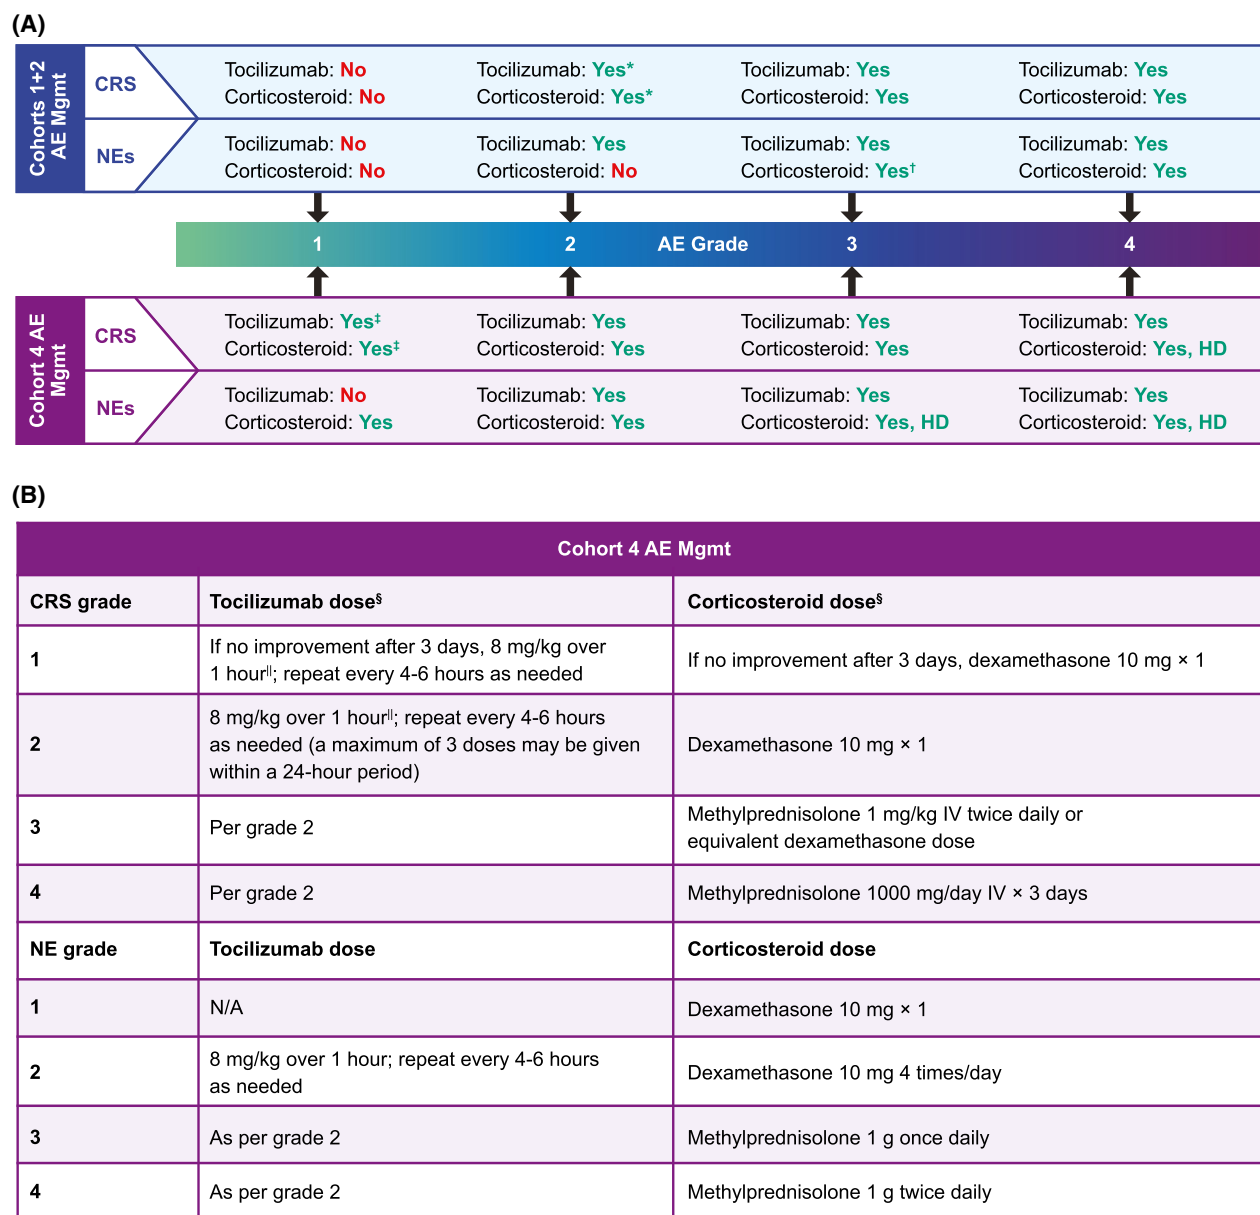 (A)
Cohorts 1+2
AE Mgmt
CRS
Tocilizumab: No
Corticosteroid: No
Tocilizumab: Yes*
Corticosteroid: Yes*
Tocilizumab: Yes
Corticosteroid: Yes
Tocilizumab: Yes
Corticosteroid: Yes
NEs
Tocilizumab: No
Corticosteroid: No
Tocilizumab: Yes
Corticosteroid: No
Tocilizumab: Yes
Corticosteroid: Yes†
Tocilizumab: Yes
Corticosteroid: Yes
1
2
AE Grade
3
4
Cohort 4 AE
Mgmt
CRS
Tocilizumab: Yes‡
Corticosteroid: Yes‡
Tocilizumab: Yes
Corticosteroid: Yes
Tocilizumab: Yes
Corticosteroid: Yes
Tocilizumab: Yes
Corticosteroid: Yes, HD
NEs
Tocilizumab: No
Corticosteroid: Yes
Tocilizumab: Yes
Corticosteroid: Yes
Tocilizumab: Yes
Corticosteroid: Yes, HD
Tocilizumab: Yes
Corticosteroid: Yes, HD
(B)
Cohort 4 AE Mgmt
CRS grade
Tocilizumab dose§
Corticosteroid dose§
1
If no improvement after 3 days, 8 mg/kg over
1 hour||; repeat every 4-6 hours as needed
If no improvement after 3 days, dexamethasone 10 mg × 1
2
8 mg/kg over 1 hour||; repeat every 4-6 hours
as needed (a maximum of 3 doses may be given
within a 24-hour period)
Dexamethasone 10 mg × 1
3
Per grade 2
Methylprednisolone 1 mg/kg IV twice daily or
equivalent dexamethasone dose
4
Per grade 2
Methylprednisolone 1000 mg/day IV × 3 days
NE grade
Tocilizumab dose
Corticosteroid dose
1
N/A
Dexamethasone 10 mg × 1
2
8 mg/kg over 1 hour; repeat every 4-6 hours
as needed
Dexamethasone 10 mg 4 times/day
3
As per grade 2
Methylprednisolone 1 g once daily
4
As per grade 2
Methylprednisolone 1 g twice daily